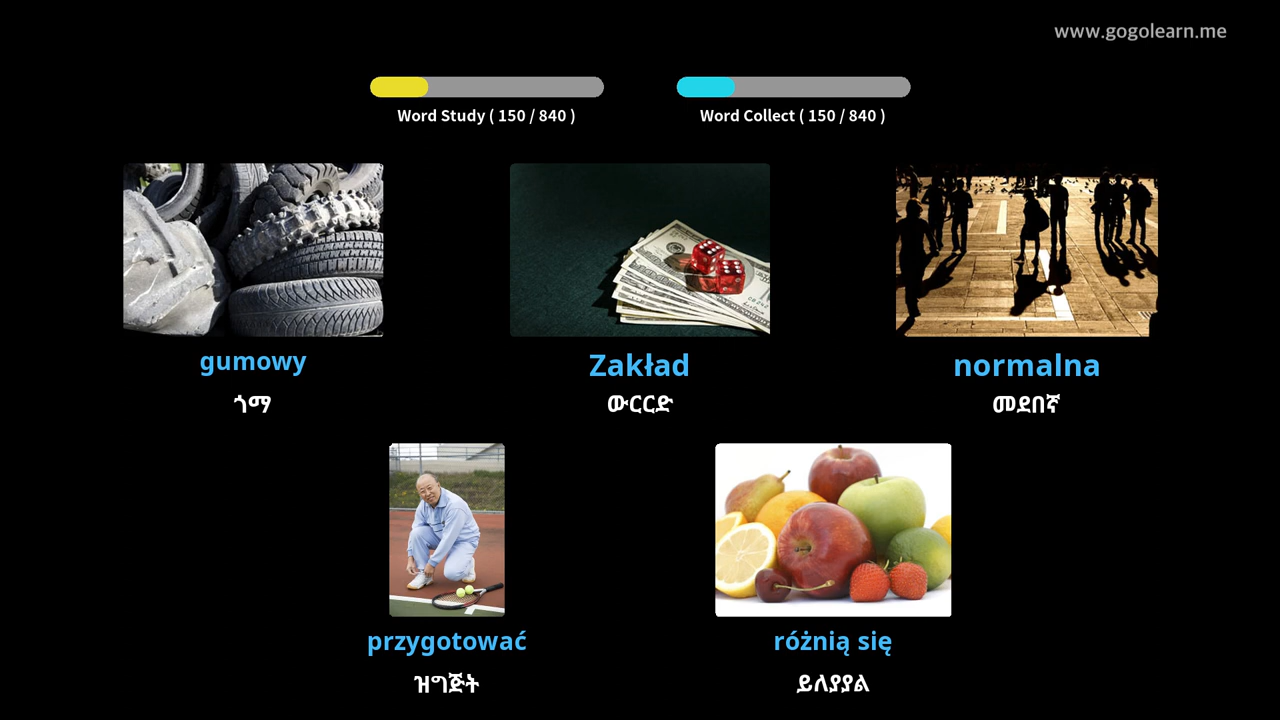 www.gogolearn.me
Word Study ( 150 / 840 )
Word Collect ( 150 / 840 )
gumowy
ጎማ
Zakład
ውርርድ
normalna
መደበኛ
przygotować
ዝግጅት
różnią się
ይለያያል